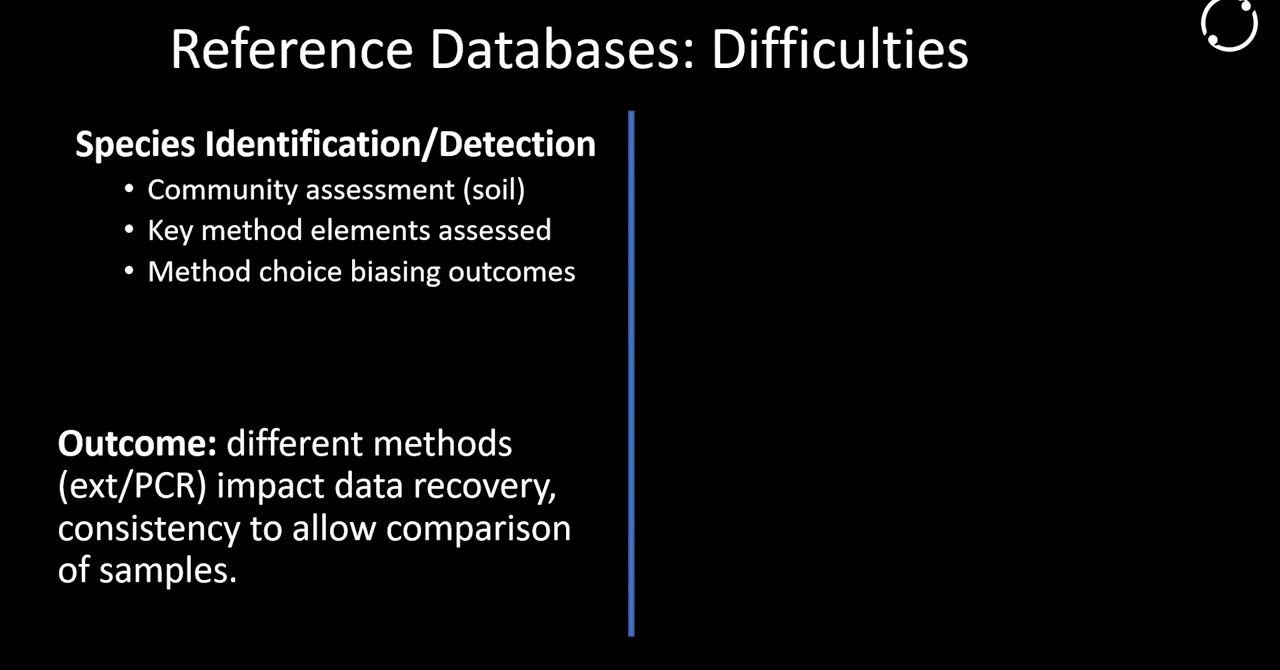 Reference Databases: Difficulties
Species Identification/Detection
• Community assessment (soil)
• Key method elements assessed
• Method choice biasing outcomes
Outcome: different methods
(ext/PCR) impact data recovery,
consistency to allow comparison
of samples.